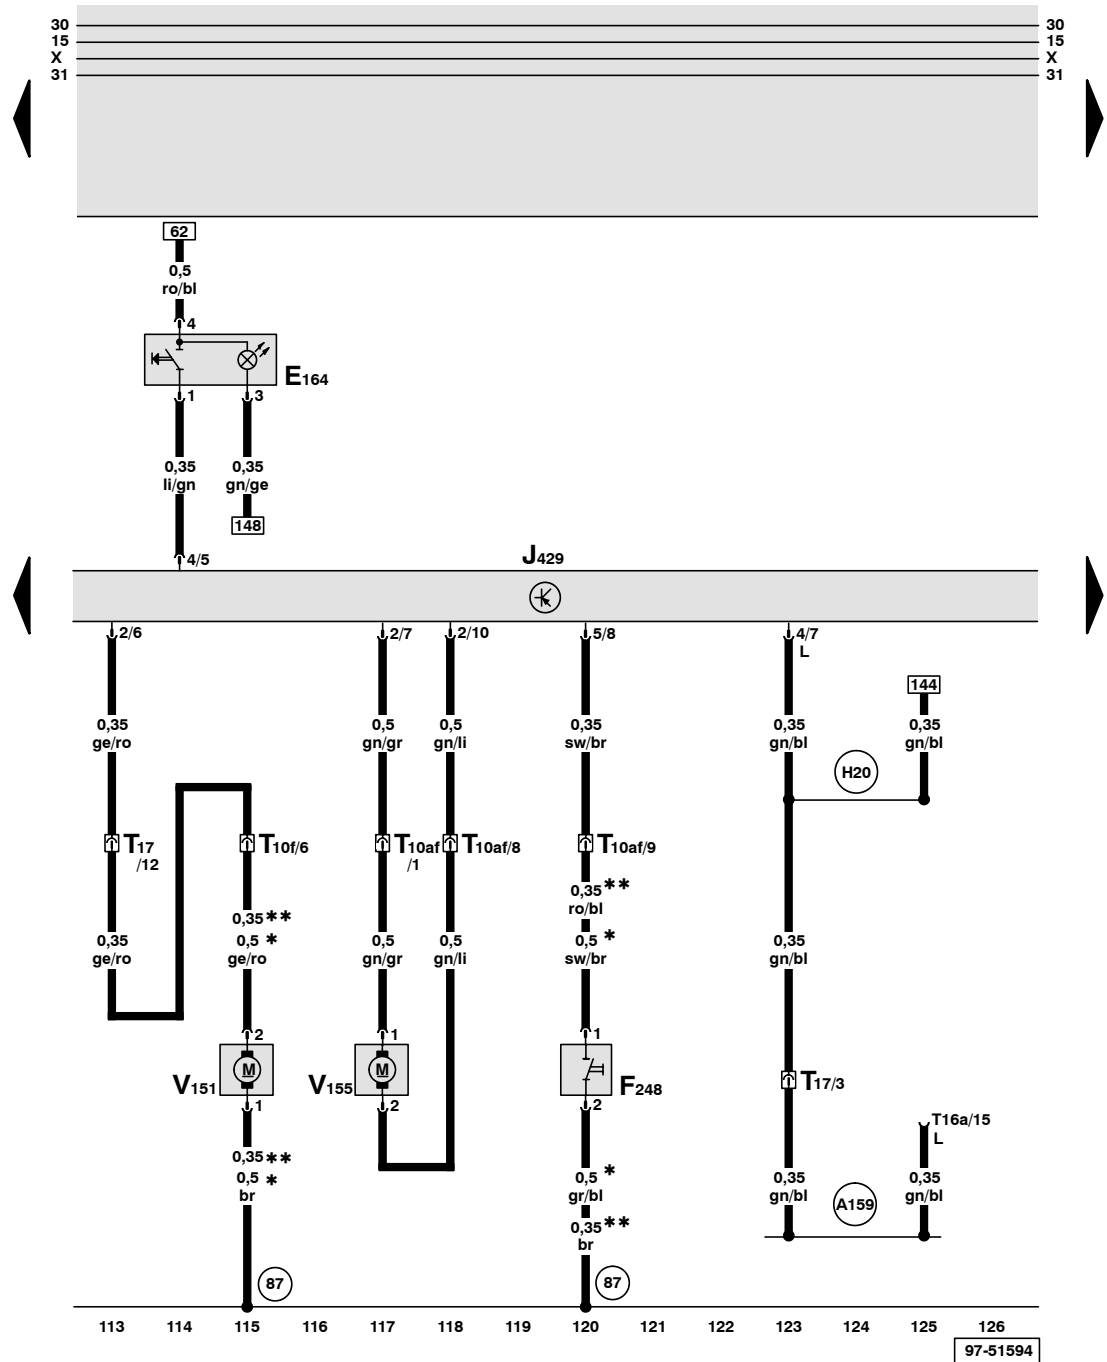 30 30
15 15
X X
31 31
62
0,5
ro/bl
4
E164
1 3
0,35 0,35
li/gn gn/ge
148
4/5 J429
2/6 2/7 2/10 5/8 4/7
L
144
0,35 0,5 0,5 0,35 0,35 0,35
ge/ro gn/gr gn/li sw/br gn/bl gn/bl
H20
T17 T10f/6 T10af T10af/8 T10af/9
/12 /1
0,35**
ro/bl
0,35**
0,35 0,5 * 0,5 0,5 0,5 * 0,35
ge/ro ge/ro gn/gr gn/li sw/br gn/bl
2 1 1
M M
V151 V155 F248 T17/3
1 2 2
T16a/15
L
0,35**
0,5 * 0,5 * 0,35 0,35
br gr/bl gn/bl gn/bl
A159
0,35**
br
87 87
113 114 115 116 117 118 119 120 121 122 123 124 125 126
97-51594